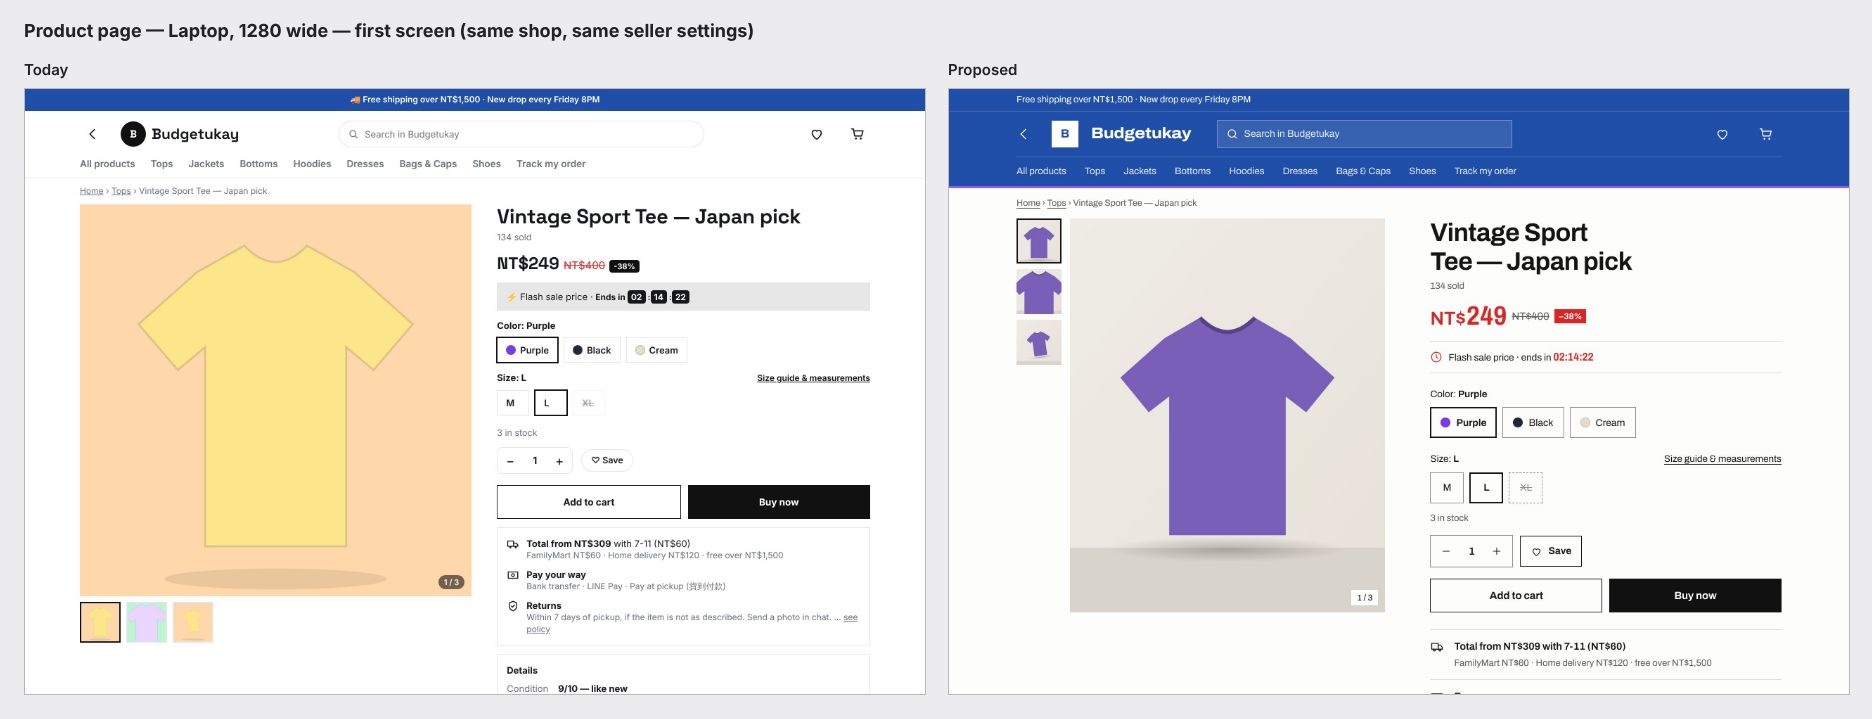 Product page — Laptop, 1280 wide — first screen (same shop, same seller settings)
Today
🚚 Free shipping over NT$1,500 · New drop every Friday 8PM
B Budgetukay
Search in Budgetukay
All products Tops Jackets Bottoms Hoodies Dresses Bags & Caps Shoes Track my order
Home › Tops › Vintage Sport Tee — Japan pick
1 / 3
Vintage Sport Tee — Japan pick
134 sold
NT$249 NT$400 -38%
⚡ Flash sale price · Ends in 02 : 14 : 22
Color: Purple
Purple Black Cream
Size: L Size guide & measurements
M L XL
3 in stock
− 1 + Save
Add to cart Buy now
Total from NT$309 with 7-11 (NT$60)
FamilyMart NT$60 · Home delivery NT$120 · free over NT$1,500
Pay your way
Bank transfer · LINE Pay · Pay at pickup (貨到付款)
Returns
Within 7 days of pickup, if the item is not as described. Send a photo in chat. ... see
policy
Details
Condition 9/10 — like new
Proposed
Free shipping over NT$1,500 · New drop every Friday 8PM
B Budgetukay
Search in Budgetukay
All products Tops Jackets Bottoms Hoodies Dresses Bags & Caps Shoes Track my order
Home › Tops › Vintage Sport Tee — Japan pick
1 / 3
Vintage Sport
Tee — Japan pick
134 sold
NT$249 NT$400 −38%
Flash sale price · ends in 02:14:22
Color: Purple
Purple Black Cream
Size: L Size guide & measurements
M L XL
3 in stock
− 1 + Save
Add to cart Buy now
Total from NT$309 with 7-11 (NT$60)
FamilyMart NT$60 · Home delivery NT$120 · free over NT$1,500